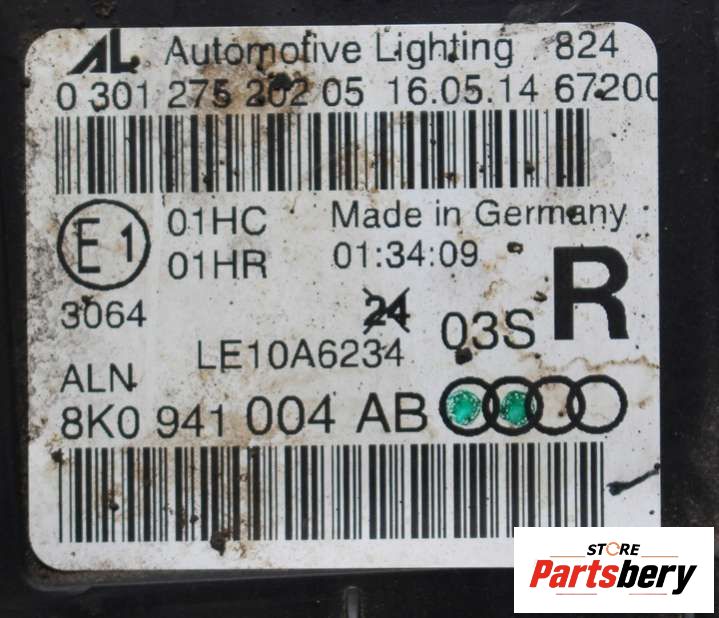 AL Automotive Lighting 824
0 301 275 202 05 16.05.14 67200
E1 01HC Made in Germany
01HR 01:34:09
R
3064 24 03S
LE10A6234
ALN
8K0 941 004 AB
STORE
Partsbery